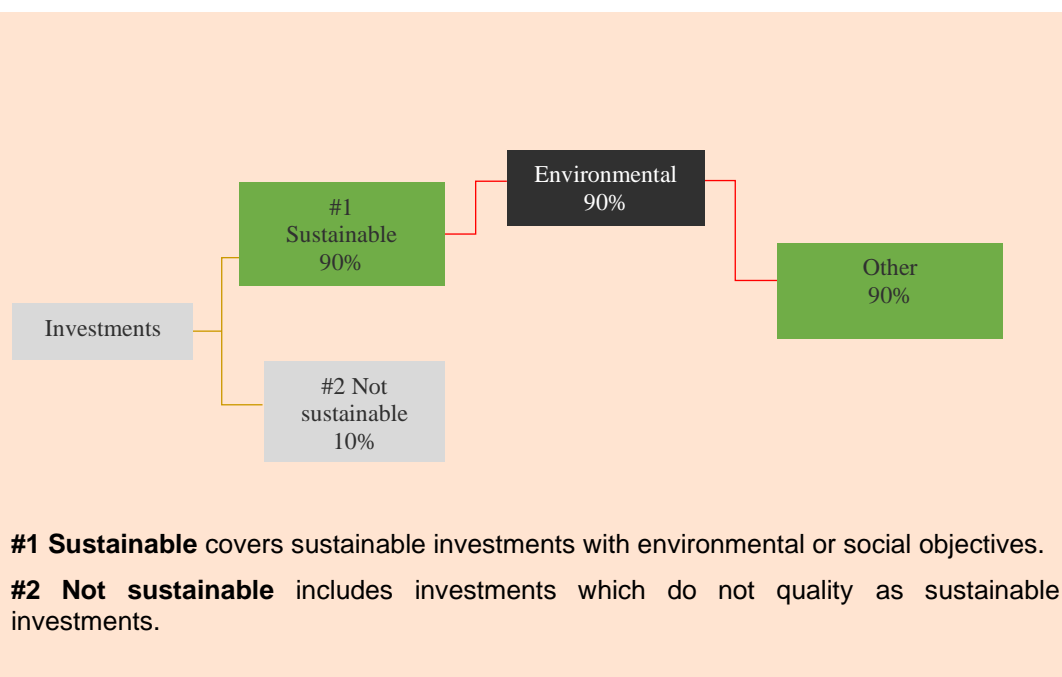 Environmental
90%
#1
Sustainable
90%
Other
90%
Investments
#2 Not
sustainable
10%
#1 Sustainable covers sustainable investments with environmental or social objectives.
#2 Not sustainable includes investments which do not quality as sustainable
investments.